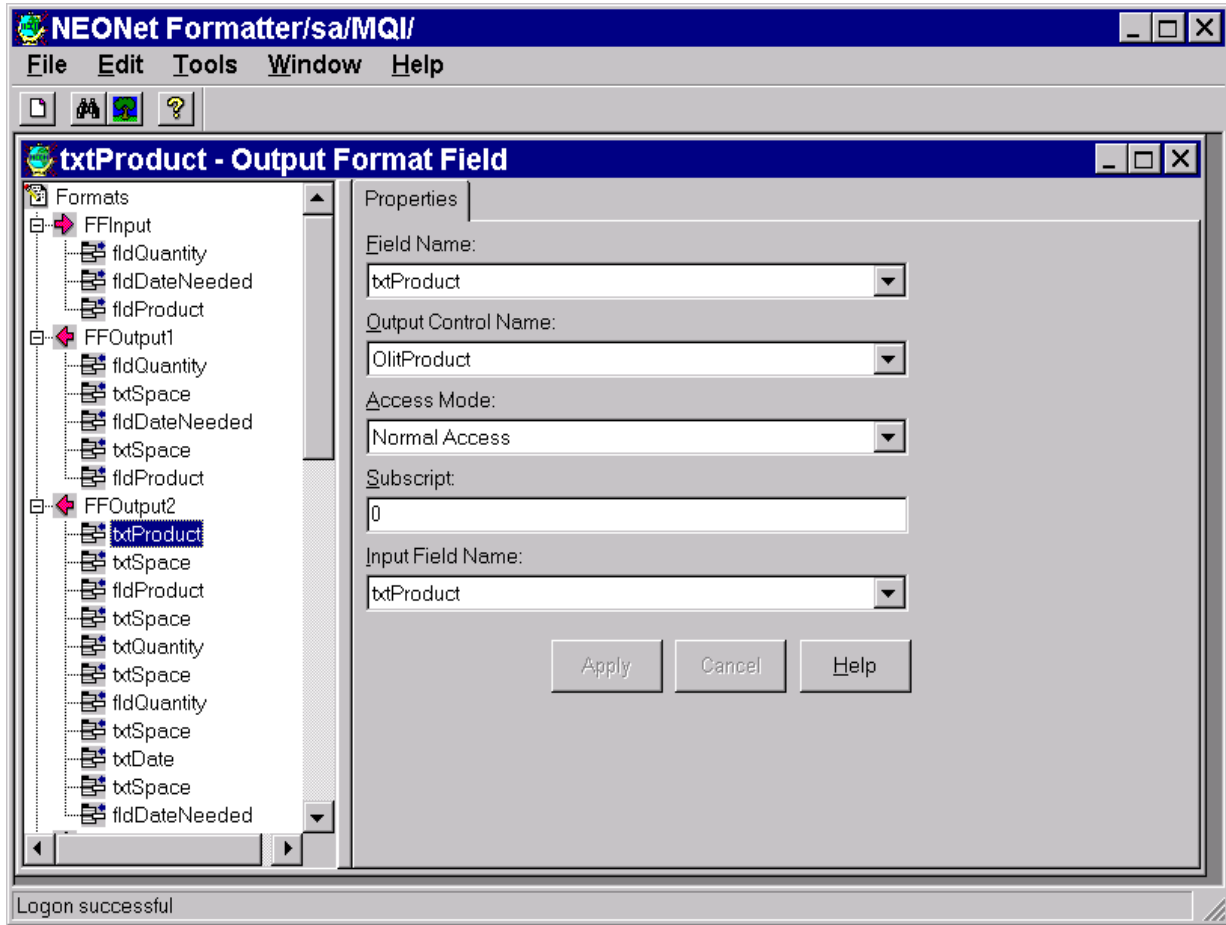 NEONet Formatter/sa/MQI/
File Edit Tools Window Help
txtProduct - Output Format Field
Formats
FFInput
fldQuantity
fldDateNeeded
fldProduct
FFOutput1
fldQuantity
txtSpace
fldDateNeeded
txtSpace
fldProduct
FFOutput2
txtProduct
txtSpace
fldProduct
txtSpace
txtQuantity
txtSpace
fldQuantity
txtSpace
txtDate
txtSpace
fldDateNeeded
Properties
Field Name:
txtProduct
Output Control Name:
OlitProduct
Access Mode:
Normal Access
Subscript:
0
Input Field Name:
txtProduct
Apply Cancel Help
Logon successful